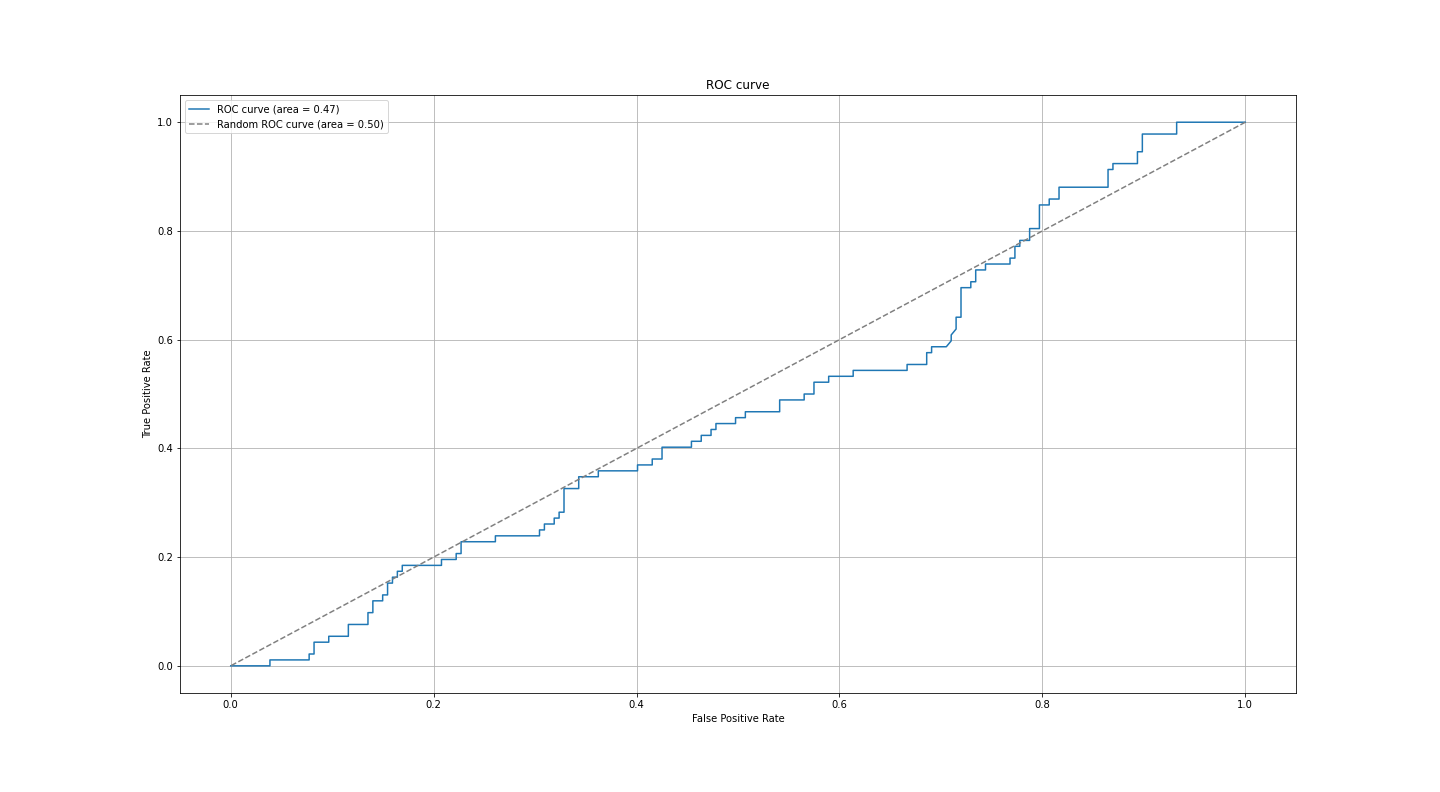 ROC curve
ROC curve (area = 0.47)
Random ROC curve (area = 0.50)
1.0
0.8
0.6
0.4
0.2
0.0
True Positive Rate
0.0 0.2 0.4 0.6 0.8 1.0
False Positive Rate